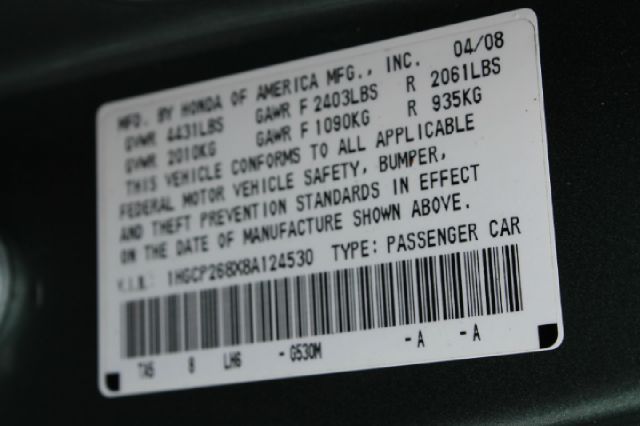 MFD. BY HONDA OF AMERICA MFG., INC. 04/08
GVWR 4431LBS GAWR F 2403LBS R 2061LBS
GVWR 2010KG GAWR F 1090KG R 935KG
THIS VEHICLE CONFORMS TO ALL APPLICABLE
FEDERAL MOTOR VEHICLE SAFETY, BUMPER,
AND THEFT PREVENTION STANDARDS IN EFFECT
ON THE DATE OF MANUFACTURE SHOWN ABOVE.
V.I.N.: 1HGCP268X8A124530 TYPE: PASSENGER CAR
TA5 8 LH6 -G530M -A -A